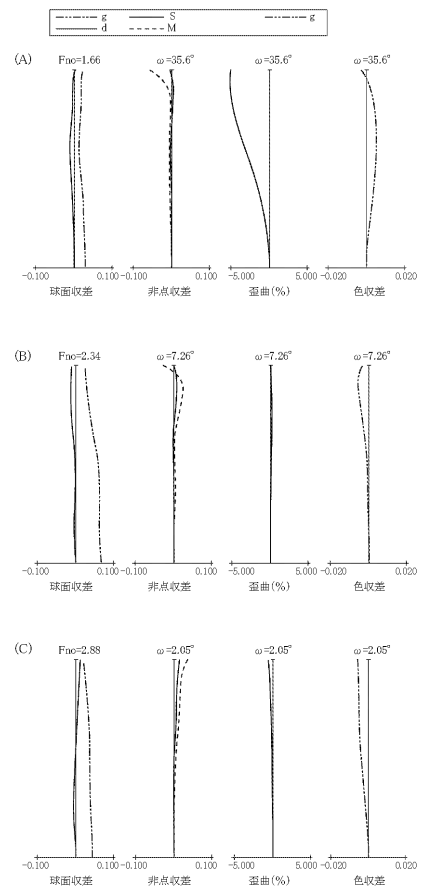 g S g
d M
(A) Fno=1.66 ω=35.6° ω=35.6° ω=35.6°
-0.100 0.100 -0.100 0.100 -5.000 5.000 -0.020 0.020
球面収差 非点収差 歪曲(%) 色収差
(B) Fno=2.34 ω=7.26° ω=7.26° ω=7.26°
-0.100 0.100 -0.100 0.100 -5.000 5.000 -0.020 0.020
球面収差 非点収差 歪曲(%) 色収差
(C) Fno=2.88 ω=2.05° ω=2.05° ω=2.05°
-0.100 0.100 -0.100 0.100 -5.000 5.000 -0.020 0.020
球面収差 非点収差 歪曲(%) 色収差